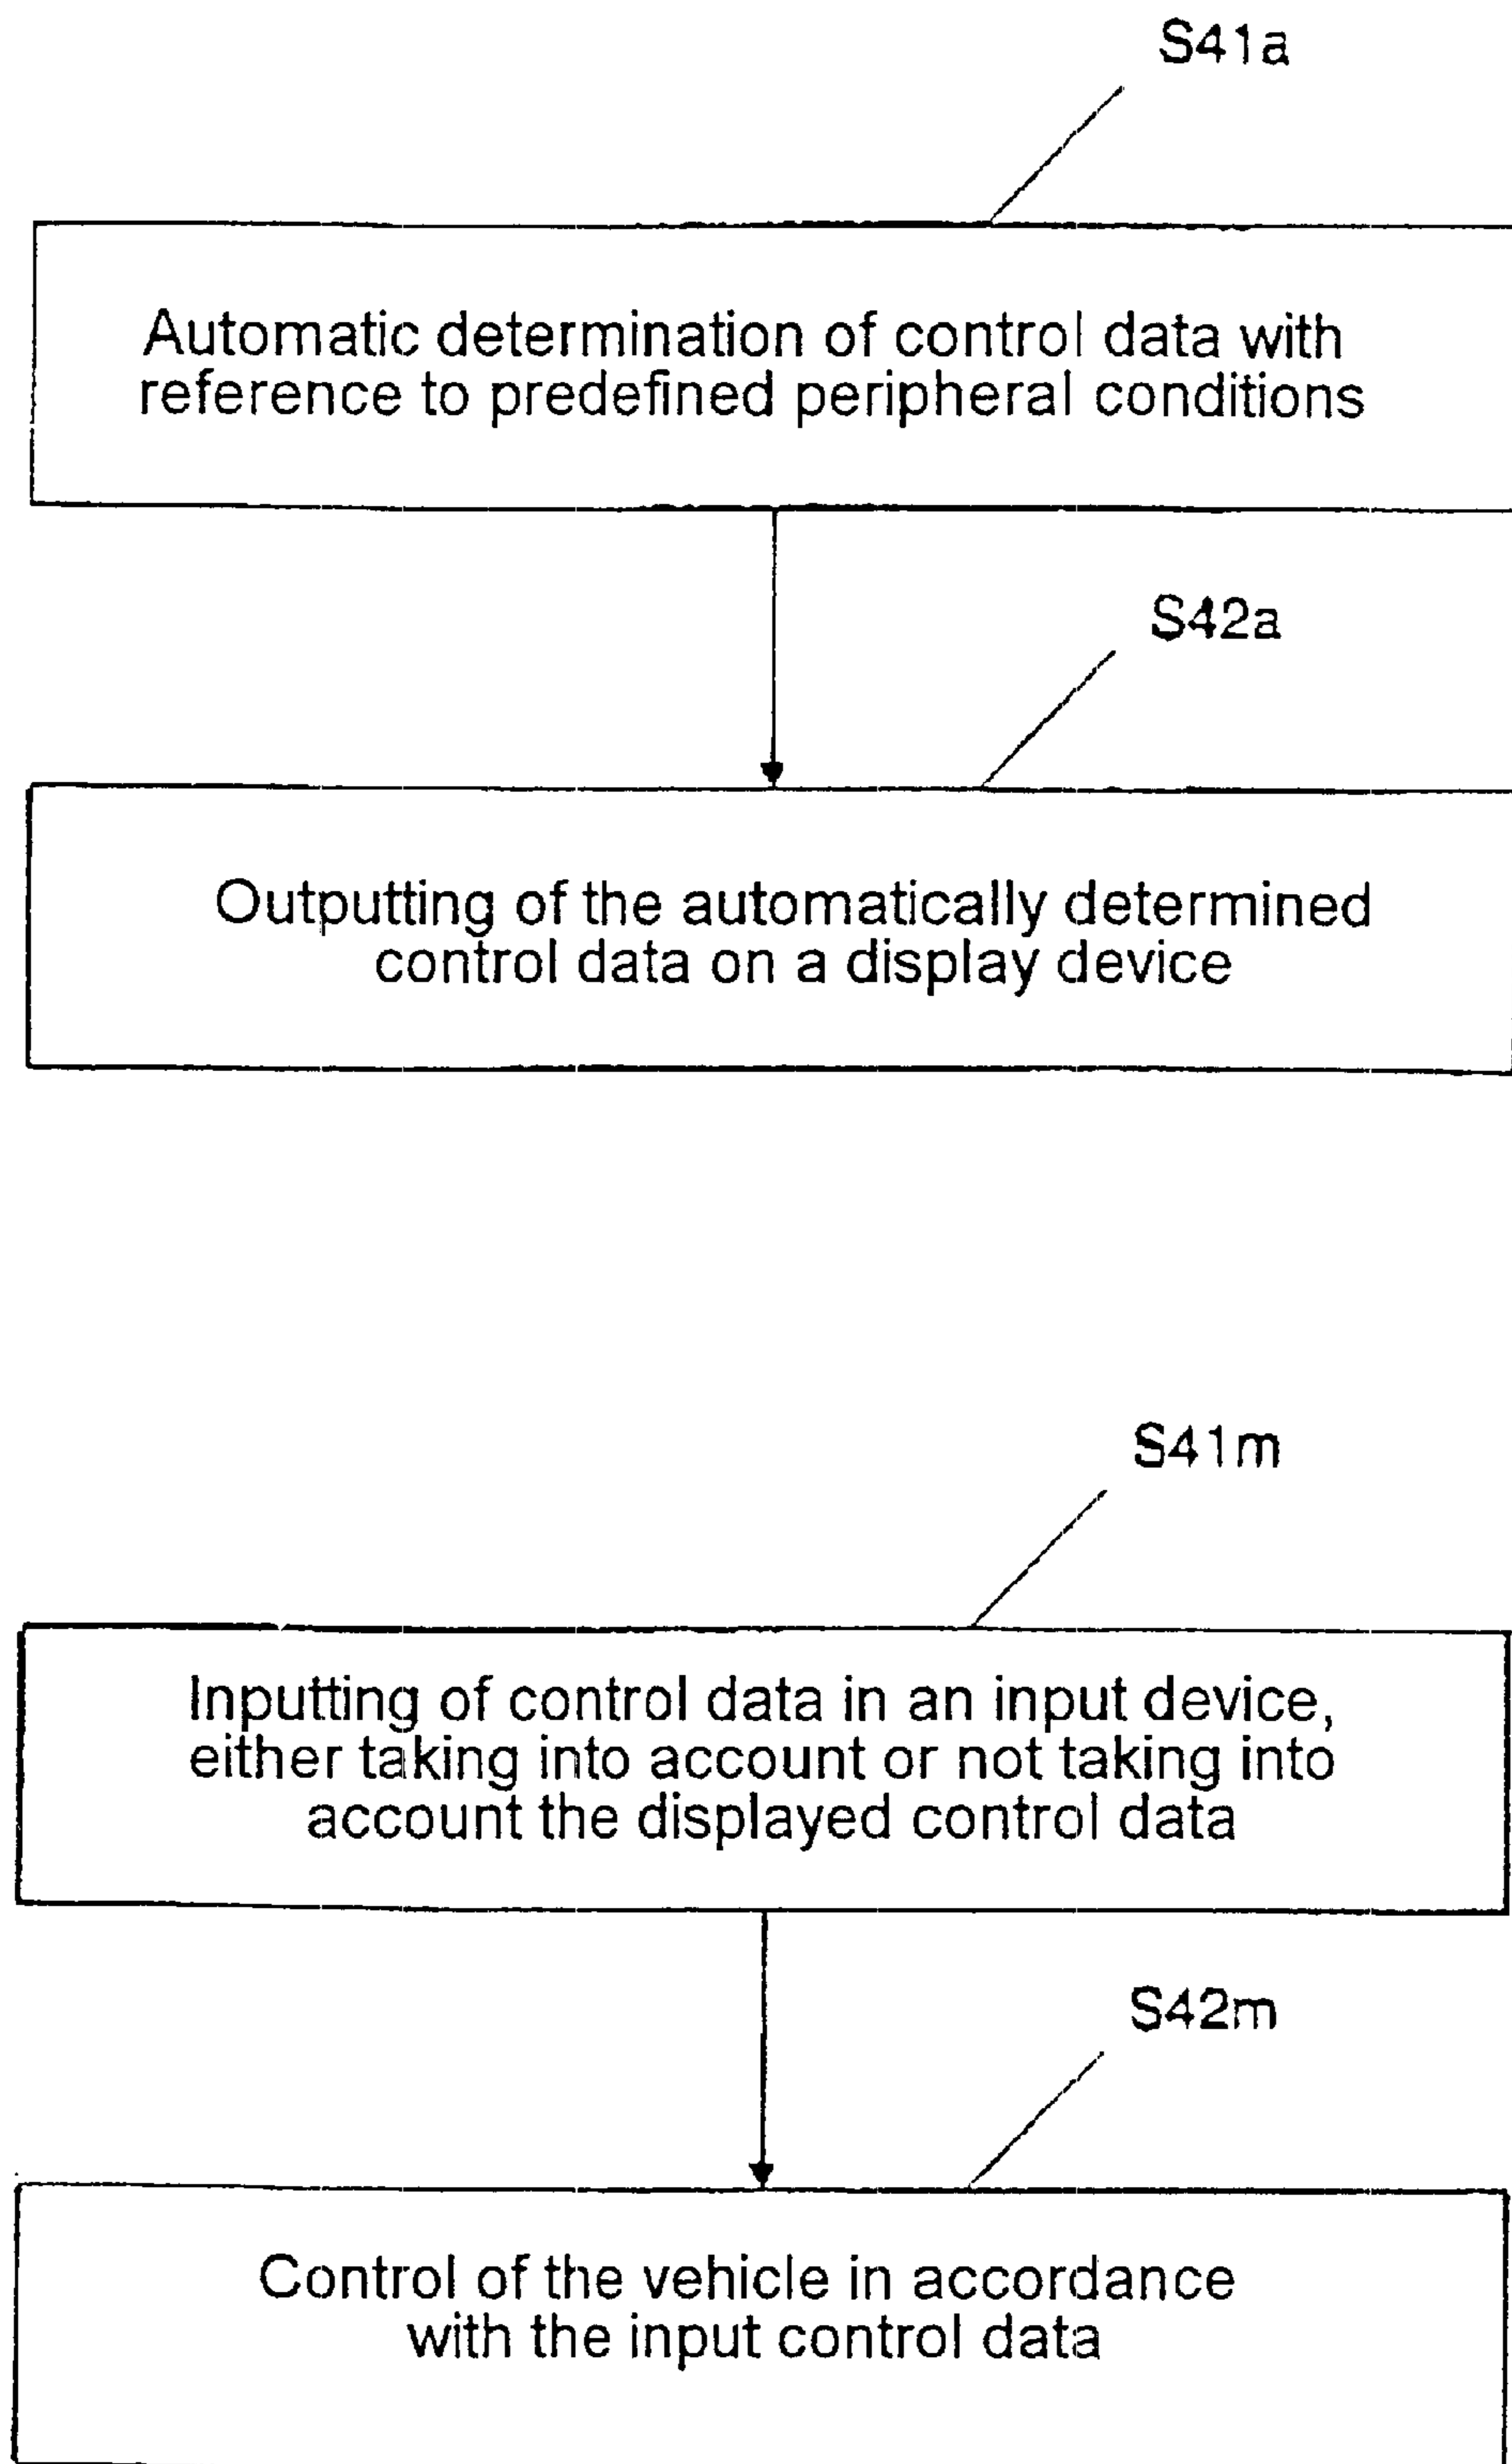 S41a
Automatic determination of control data with
reference to predefined peripheral conditions
S42a
Outputting of the automatically determined
control data on a display device
S41m
Inputting of control data in an input device,
either taking into account or not taking into
account the displayed control data
S42m
Control of the vehicle in accordance
with the input control data